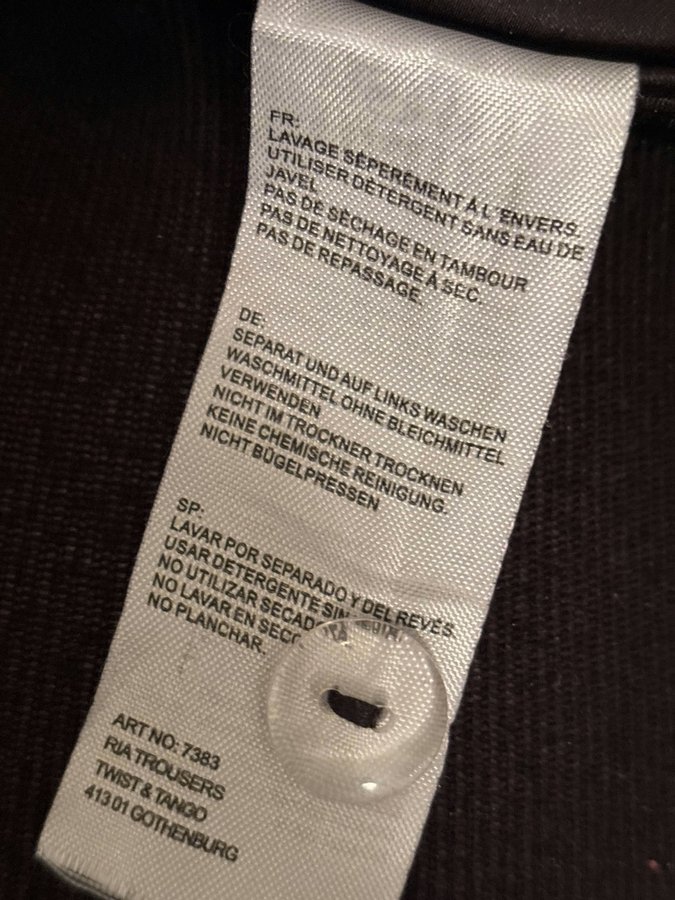 FR:
LAVAGE SÉPERÉMENT À L´ENVERS.
UTILISER DÉTERGENT SANS EAU DE
JAVEL
PAS DE SÉCHAGE EN TAMBOUR
PAS DE NETTOYAGE À SEC.
PAS DE REPASSAGE.
DE:
SEPARAT UND AUF LINKS WASCHEN
WASCHMITTEL OHNE BLEICHMITTEL
VERWENDEN
NICHT IM TROCKNER TROCKNEN
KEINE CHEMISCHE REINIGUNG.
NICHT BÜGELPRESSEN
SP:
LAVAR POR SEPARADO Y DEL REVÉS.
USAR DETERGENTE SIN
NO UTILIZAR
NO LAVAR EN
NO PLANCHAR.
ART NO: 7383
RIA TROUSERS
TWIST & TANGO
413 01 GOTHENBURG